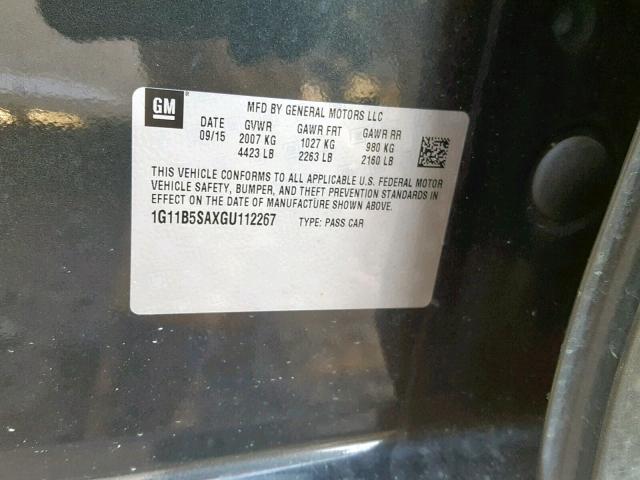 GM
MFD BY GENERAL MOTORS LLC
DATE GVWR GAWR FRT GAWR RR
09/15 2007 KG 1027 KG 980 KG
4423 LB 2263 LB 2160 LB
THIS VEHICLE CONFORMS TO ALL APPLICABLE U.S. FEDERAL MOTOR
VEHICLE SAFETY, BUMPER, AND THEFT PREVENTION STANDARDS IN
EFFECT ON THE DATE OF MANUFACTURE SHOWN ABOVE.
1G11B5SAXGU112267 TYPE: PASS CAR